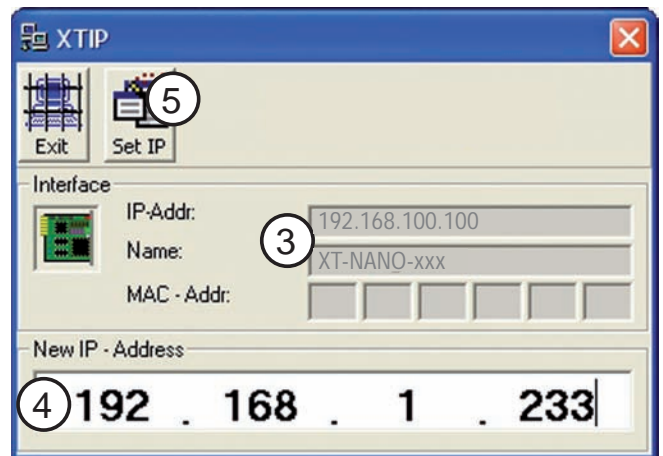 XTIP
5
Exit Set IP
Interface
IP-Addr: 192.168.100.100
3
Name: XT-NANO-xxx
MAC - Addr:
New IP - Address
4 192 . 168 . 1 . 233